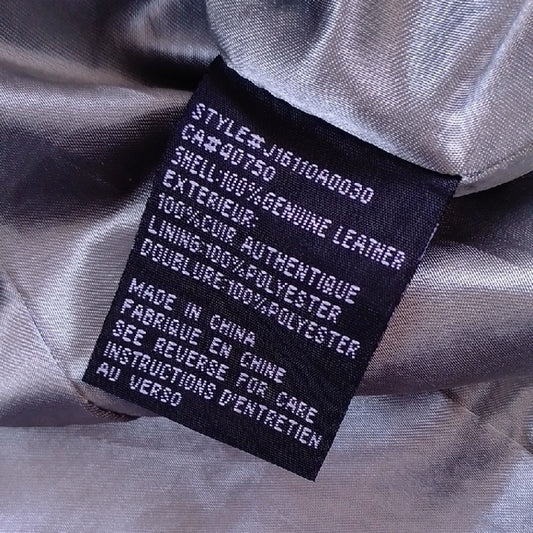 STYLE#:J16110A0030
CA#40750
SHELL:100%GENUINE LEATHER
EXTERIEUR:
100%CUIR AUTHENTIQUE
LINING:100%POLYESTER
DOUBLURE:100%POLYESTER
MADE IN CHINA
FABRIQUE EN CHINE
SEE REVERSE FOR CARE
INSTRUCTIONS D'ENTRETIEN
AU VERSO